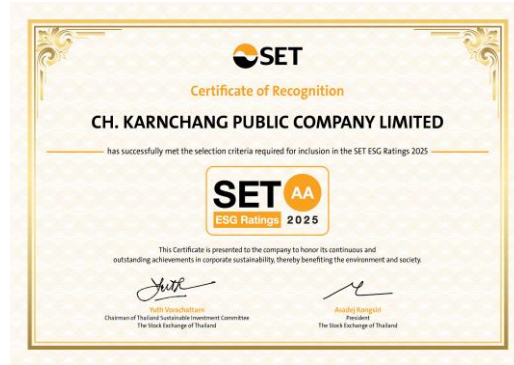 SET
Certificate of Recognition
CH. KARNCHANG PUBLIC COMPANY LIMITED
has successfully met the selection criteria required for inclusion in the SET ESG Ratings 2025
SET AA
ESG Ratings 2025
This Certificate is presented to the company to honor its continuous and
outstanding achievements in corporate sustainability, thereby benefiting the environment and society.
Yuth Vorachattarn
Chairman of Thailand Sustainable Investment Committee
The Stock Exchange of Thailand
Asadej Kongsiri
President
The Stock Exchange of Thailand